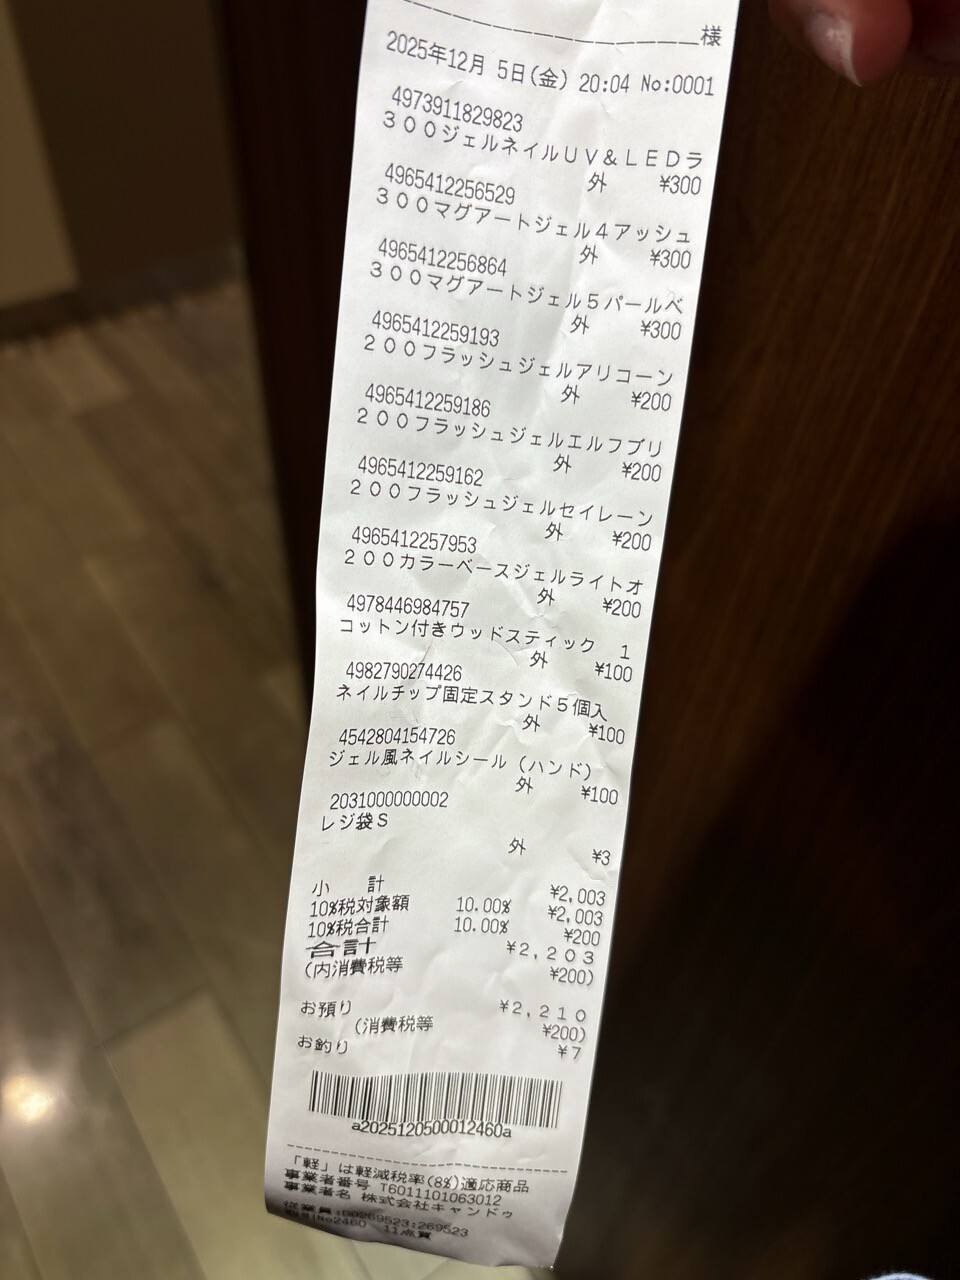 様
2025年12月 5日(金) 20:04 No:0001
4973911829823
300ジェルネイルUV&LEDラ
外 ¥300
4965412256529
300マグアートジェル4アッシュ
外 ¥300
4965412256864
300マグアートジェル5パールベ
外 ¥300
4965412259193
200フラッシュジェルアリコーン
外 ¥200
4965412259186
200フラッシュジェルエルフブリ
外 ¥200
4965412259162
200フラッシュジェルセイレーン
外 ¥200
4965412257953
200カラーベースジェルライトオ
外 ¥200
4978446984757
コットン付きウッドスティック 1
外 ¥100
4982790274426
ネイルチップ固定スタンド5個入
外 ¥100
4542804154726
ジェル風ネイルシール(ハンド)
外 ¥100
2031000000002
レジ袋S
外 ¥3
小 計 ¥2,003
10%税対象額 10.00% ¥2,003
10%税合計 10.00% ¥200
合計 ¥2,203
(内消費税等 ¥200)
お預り ¥2,210
(消費税等 ¥200)
お釣り ¥7
a2025120500012460a
「軽」は軽減税率(8%)適応商品
事業者番号 T6011101063012
事業者名 株式会社キャンドゥ
従業員:00269523:269523
No2460 11点買